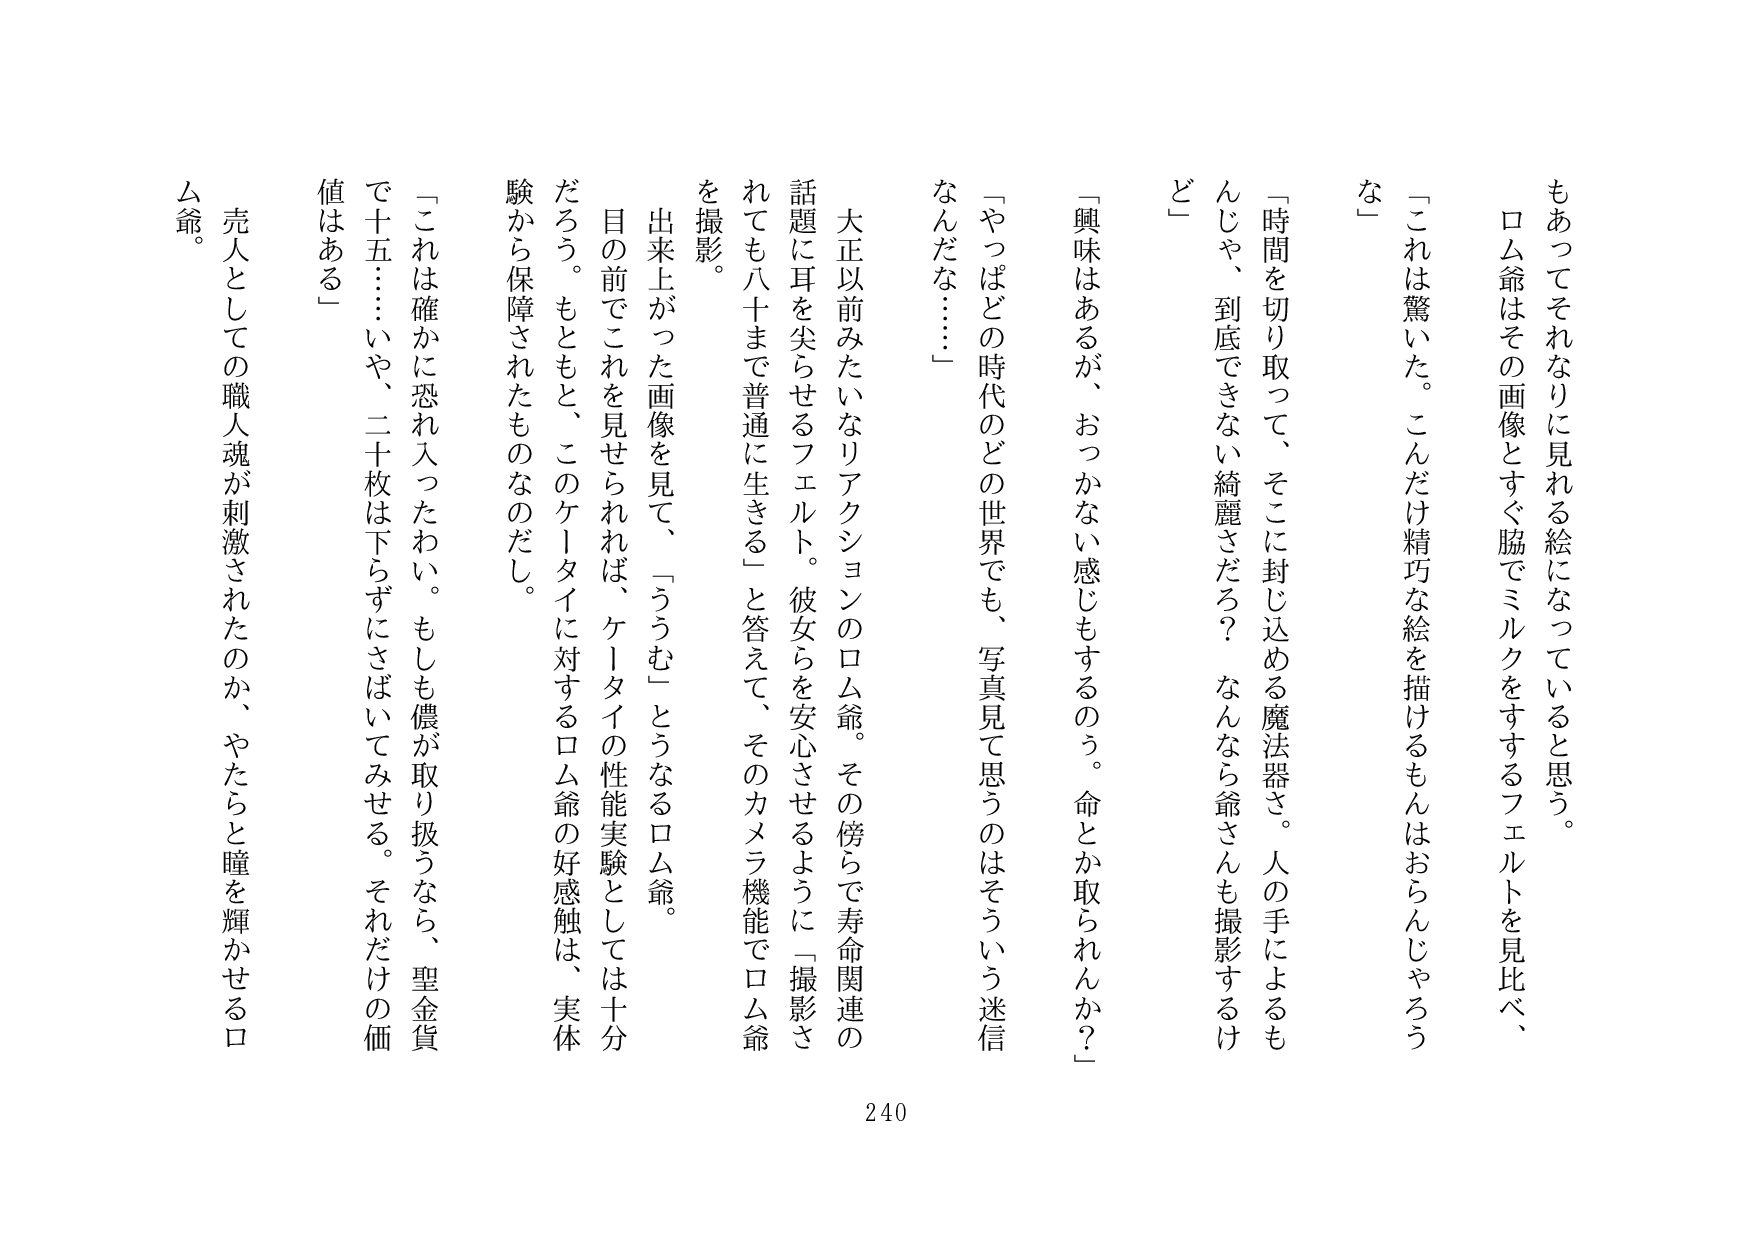 もあってそれなりに見れる絵になっていると思う。
　ロム爺はその画像とすぐ脇でミルクをすするフェルトを見比べ、
「これは驚いた。こんだけ精巧な絵を描けるもんはおらんじゃろう
な」
「時間を切り取って、そこに封じ込める魔法器さ。人の手によるも
んじゃ、到底できない綺麗さだろ？　なんなら爺さんも撮影するけ
ど」
「興味はあるが、おっかない感じもするのう。命とか取られんか？」
「やっぱどの時代のどの世界でも、写真見て思うのはそういう迷信
なんだな……」
　大正以前みたいなリアクションのロム爺。その傍らで寿命関連の
話題に耳を尖らせるフェルト。彼女らを安心させるように「撮影さ
れても八十まで普通に生きる」と答えて、そのカメラ機能でロム爺
を撮影。
　出来上がった画像を見て、「ううむ」とうなるロム爺。
　目の前でこれを見せられれば、ケータイの性能実験としては十分
だろう。もともと、このケータイに対するロム爺の好感触は、実体
験から保障されたものなのだし。
「これは確かに恐れ入ったわい。もしも儂が取り扱うなら、聖金貨
で十五……いや、二十枚は下らずにさばいてみせる。それだけの価
値はある」
　売人としての職人魂が刺激されたのか、やたらと瞳を輝かせるロ
ム爺。
240